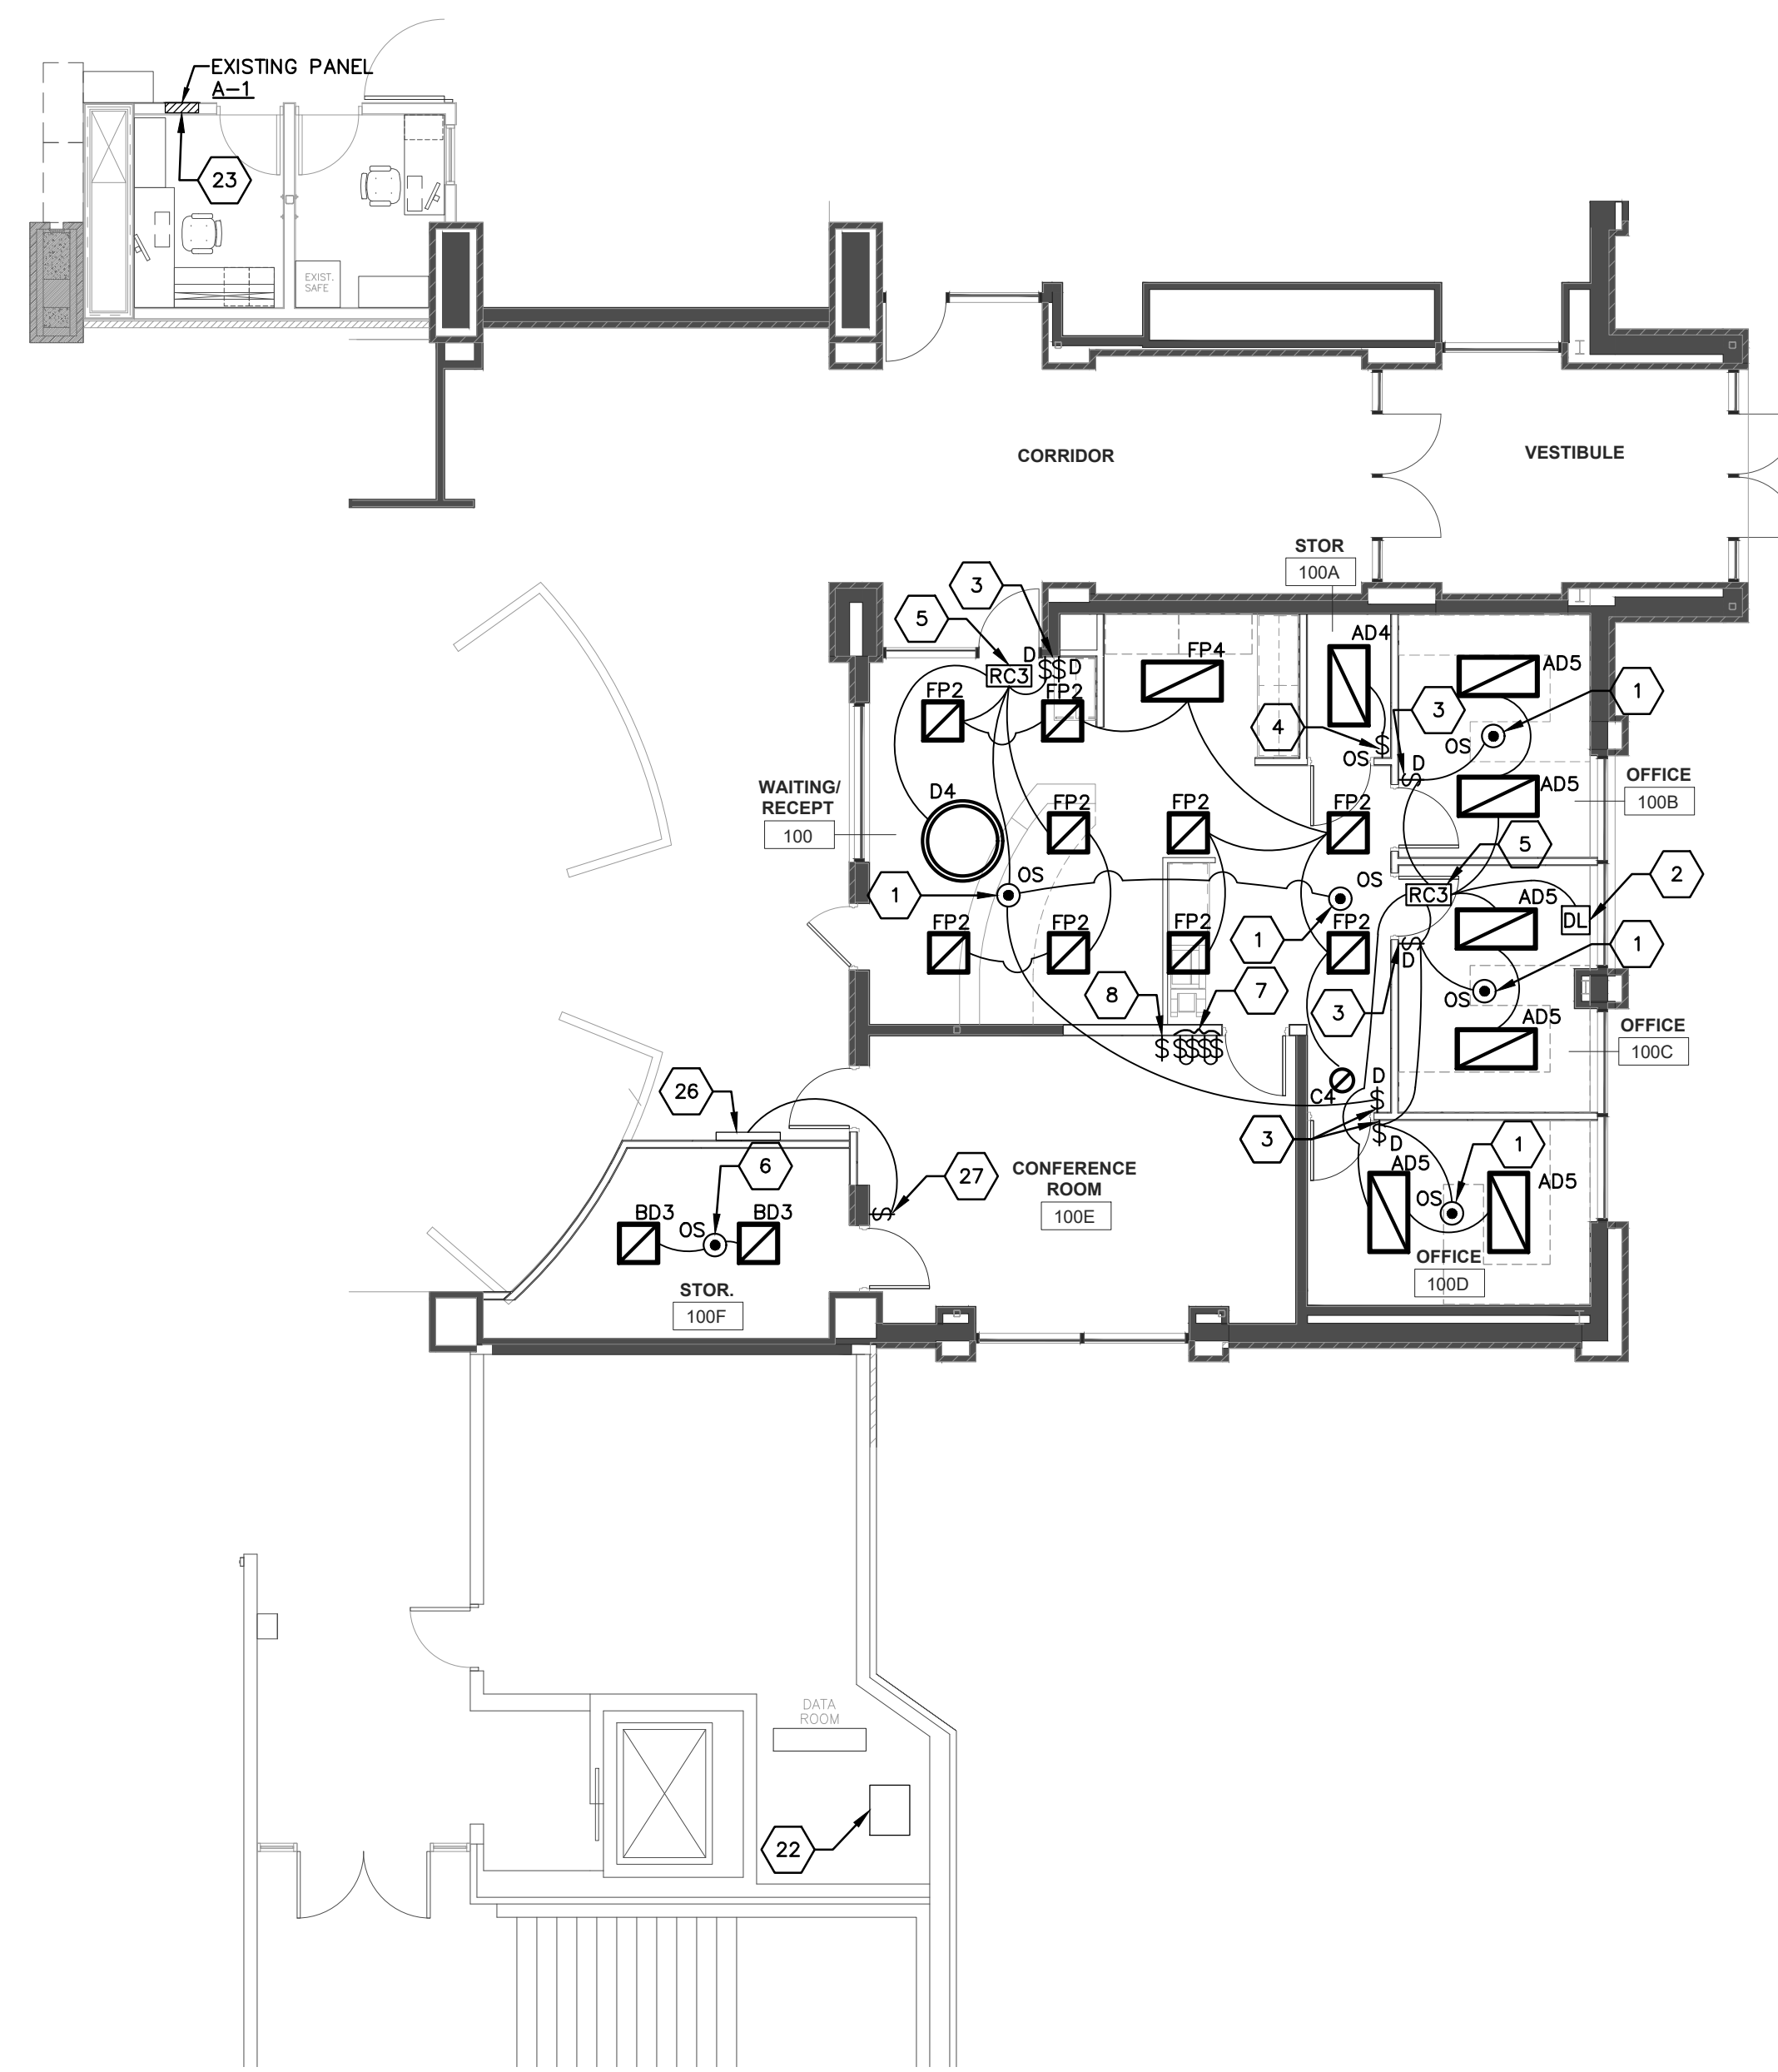 EXISTING PANEL
A-1
23
EXIST.
SAFE
CORRIDOR
VESTIBULE
STOR
100A
3
5
D
$$
D
RC3
FP2
FP2
FP4
AD4
AD5
1
3
4
$
OS
OS
D
$
AD5
OFFICE
100B
WAITING/
RECEPT
100
D4
FP2
FP2
FP2
5
OS
1
OS
1
RC3
2
AD5
DL
FP2
FP2
FP2
FP2
$
D
1
OS
8
7
3
$
$$$$
AD5
OFFICE
100C
26
C4
D
$
3
$
D
1
6
27
$
CONFERENCE
ROOM
100E
AD5
OS
AD5
BD3
OS
BD3
OFFICE
100D
STOR.
100F
DATA
ROOM
22